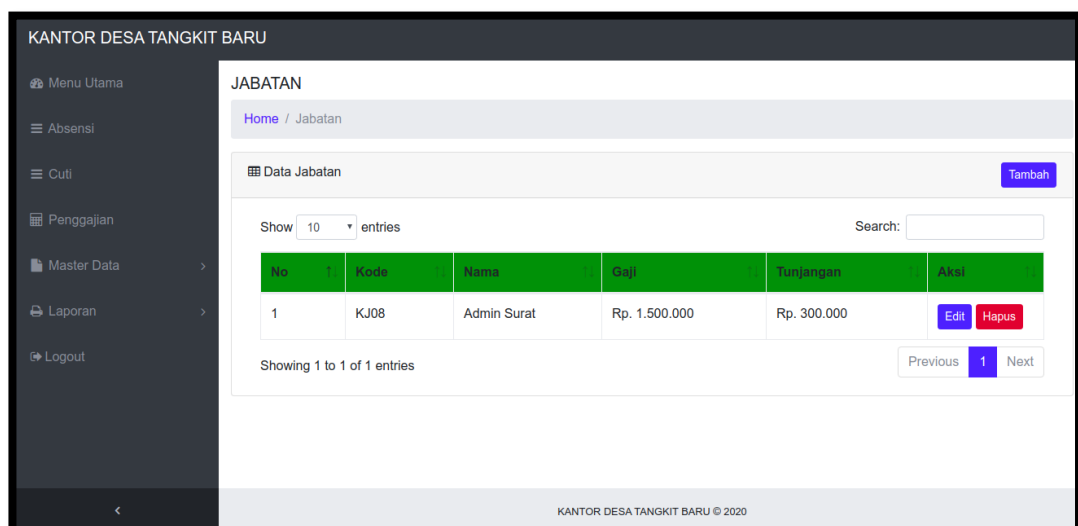 KANTOR DESA TANGKIT BARU
Menu Utama
Absensi
Cuti
Penggajian
Master Data
Laporan
Logout
JABATAN
Home / Jabatan
Data Jabatan
Tambah
Show 10 entries
Search:
No Kode Nama Gaji Tunjangan Aksi
1 KJ08 Admin Surat Rp. 1.500.000 Rp. 300.000 Edit Hapus
Showing 1 to 1 of 1 entries
Previous 1 Next
KANTOR DESA TANGKIT BARU © 2020